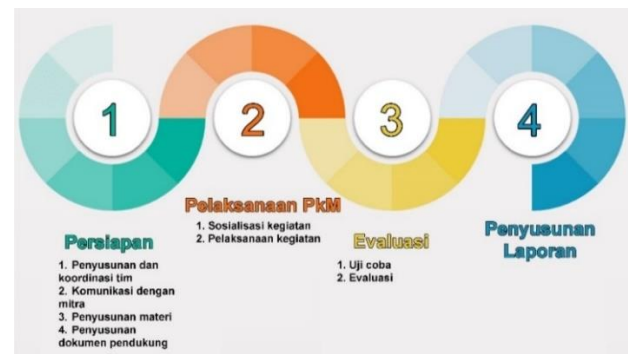 1
2
3
4
Persiapan
1. Penyusunan dan
koordinasi tim
2. Komunikasi dengan
mitra
3. Penyusunan materi
4. Penyusunan
dokumen pendukung
Pelaksanaan PkM
1. Sosialisasi kegiatan
2. Pelaksanaan kegiatan
Evaluasi
1. Uji coba
2. Evaluasi
Penyusunan
Laporan